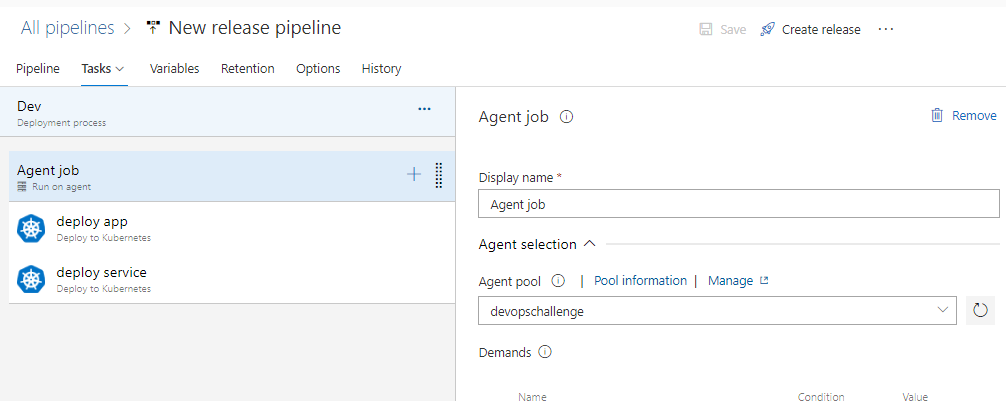 All pipelines > New release pipeline
Save Create release ...
Pipeline Tasks Variables Retention Options History
Dev ...
Deployment process
Agent job
Run on agent
deploy app
Deploy to Kubernetes
deploy service
Deploy to Kubernetes
Agent job
Remove
Display name *
Agent job
Agent selection
Agent pool | Pool information | Manage
devopschallenge
Demands
Name Condition Value